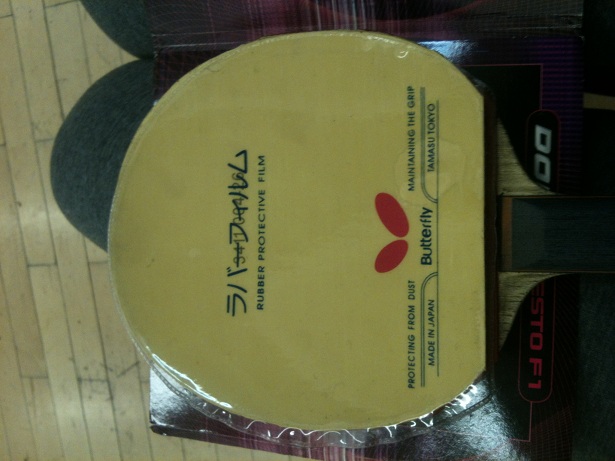 ラバーフィルム
RUBBER PROTECTIVE FILM
PROTECTING FROM DUST
MAINTAINING THE GRIP
MADE IN JAPAN
TAMASU TOKYO
Butterfly
DO
ESTO F1